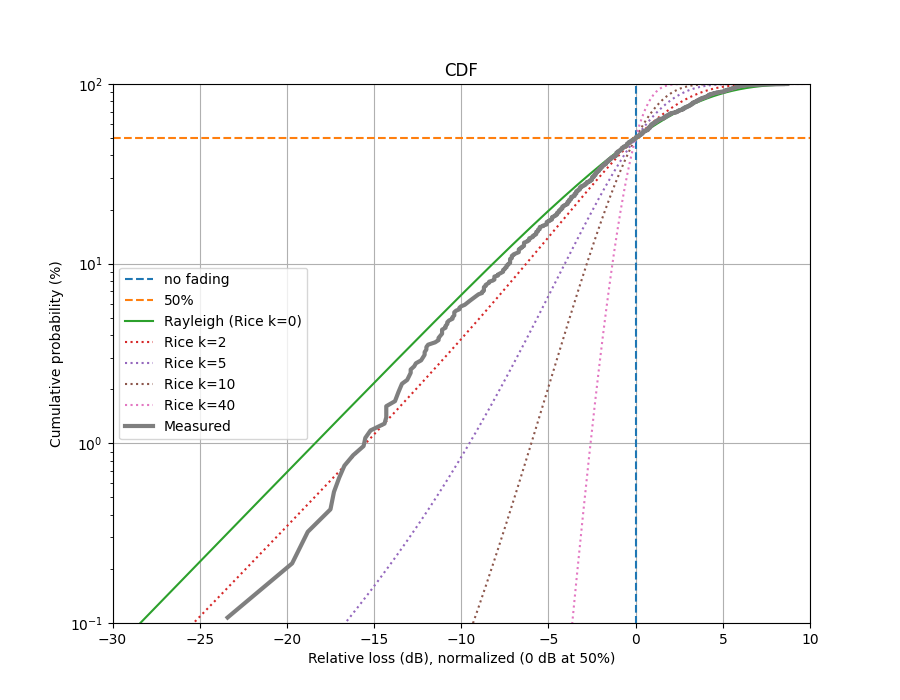 CDF
Cumulative probability (%)
10²
10¹
10⁰
10⁻¹
no fading
50%
Rayleigh (Rice k=0)
Rice k=2
Rice k=5
Rice k=10
Rice k=40
Measured
−30 −25 −20 −15 −10 −5 0 5 10
Relative loss (dB), normalized (0 dB at 50%)